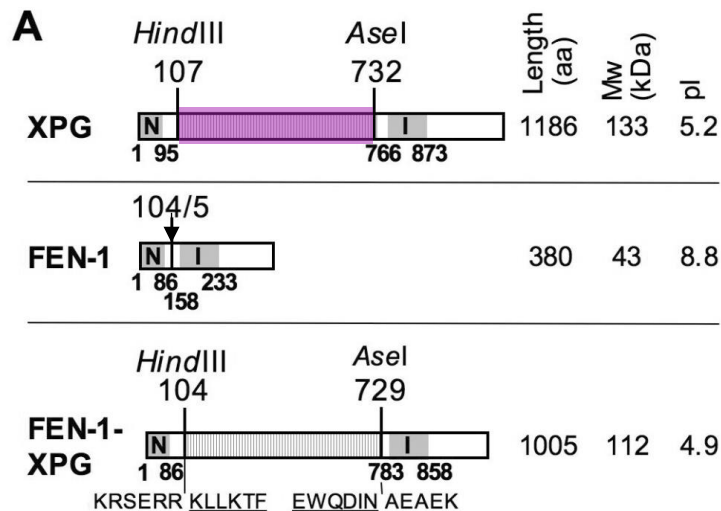 A
HindIII AseI
107 732
Length (aa) Mw (kDa) pI
XPG N I 1186 133 5.2
1 95 766 873
104/5
FEN-1 N I 380 43 8.8
1 86 233
158
HindIII AseI
104 729
FEN-1-
XPG N I 1005 112 4.9
1 86 783 858
KRSERR KLLKTF EWQDIN AEAEK